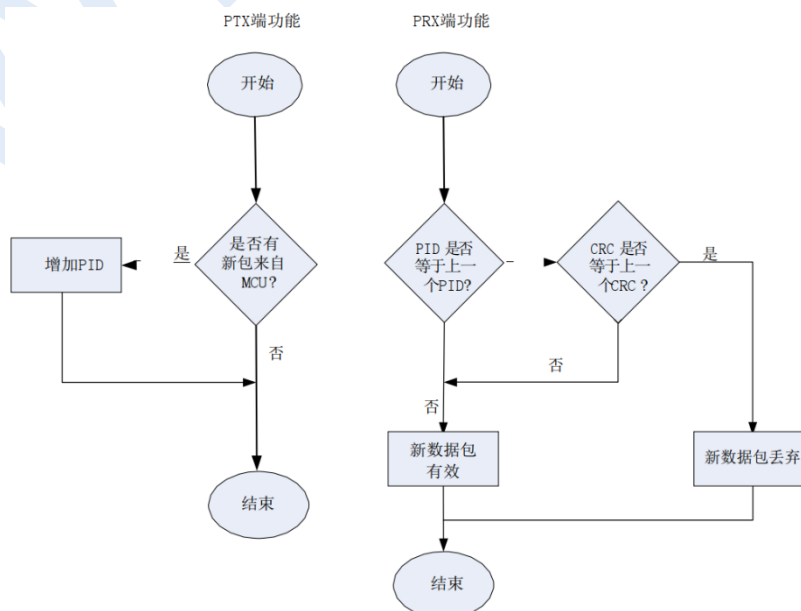 PTX端功能
PRX端功能
开始
开始
增加PID
是
是否有
新包来自
MCU?
PID 是否
等于上一
个PID?
CRC 是否
等于上一
个CRC ?
是
否
否
否
新数据包
有效
新数据包丢弃
结束
结束